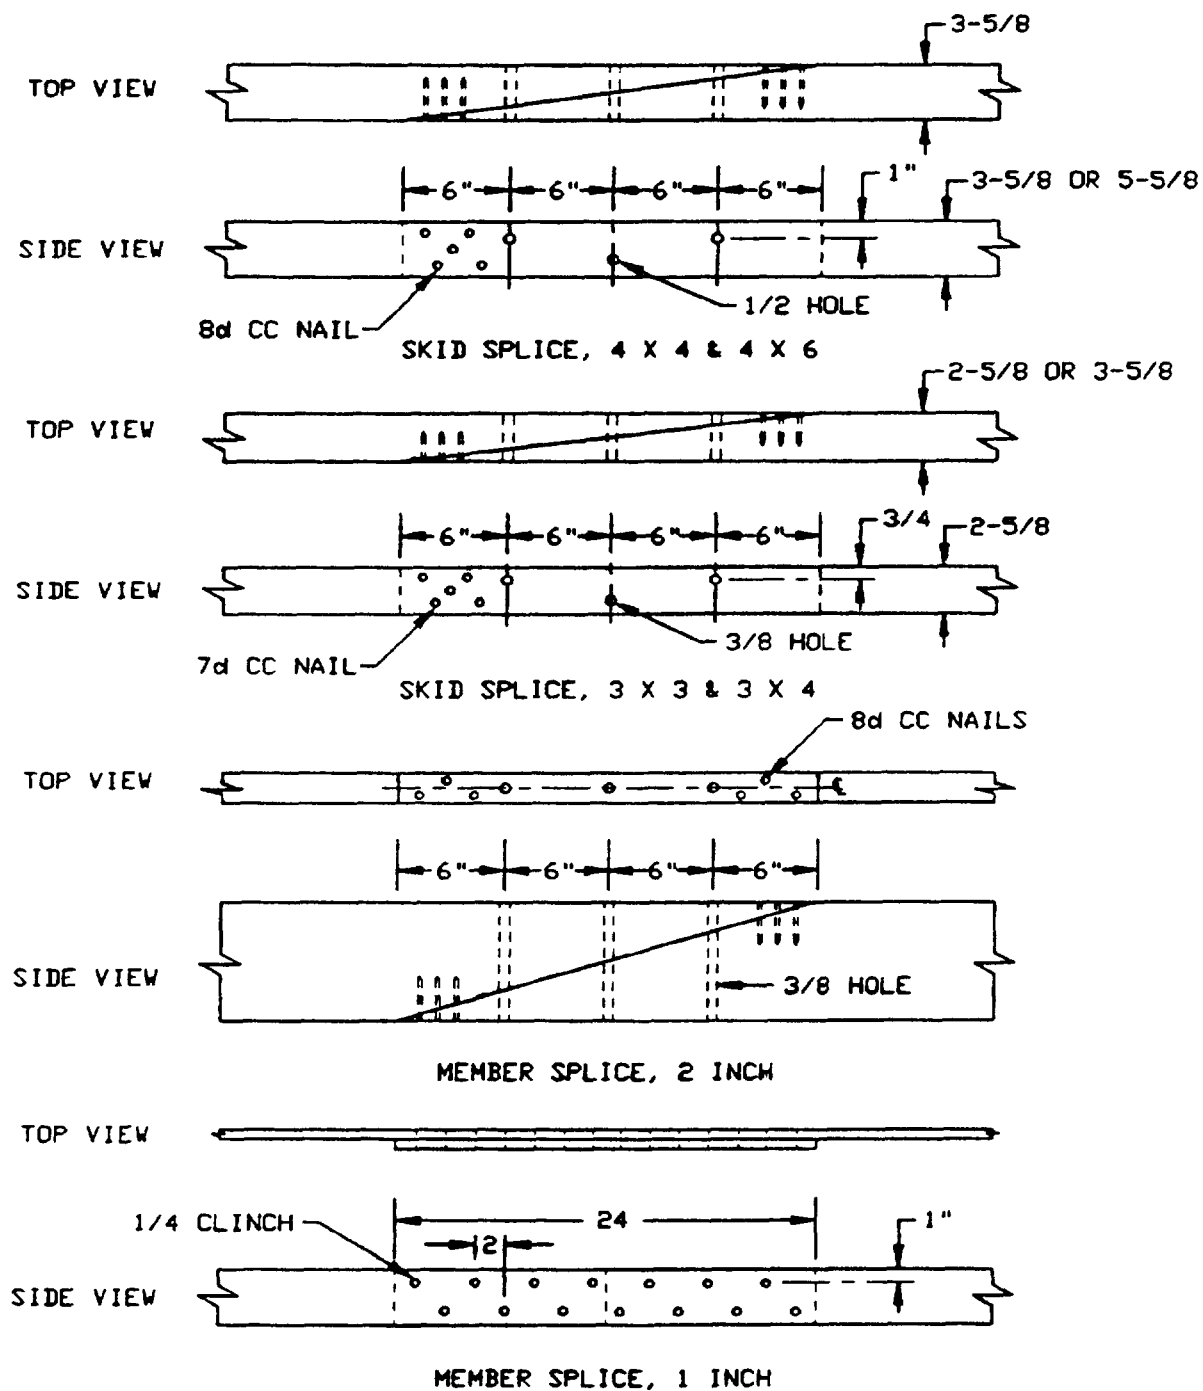 3-5/8
TOP VIEW
6" 6" 6" 6" 1" 3-5/8 OR 5-5/8
SIDE VIEW
1/2 HOLE
8d CC NAIL
SKID SPLICE, 4 X 4 & 4 X 6
2-5/8 OR 3-5/8
TOP VIEW
6" 6" 6" 6" 3/4 2-5/8
SIDE VIEW
3/8 HOLE
7d CC NAIL
SKID SPLICE, 3 X 3 & 3 X 4
8d CC NAILS
TOP VIEW
6" 6" 6" 6"
SIDE VIEW
3/8 HOLE
MEMBER SPLICE, 2 INCH
TOP VIEW
1/4 CLINCH 24 1"
2
SIDE VIEW
MEMBER SPLICE, 1 INCH